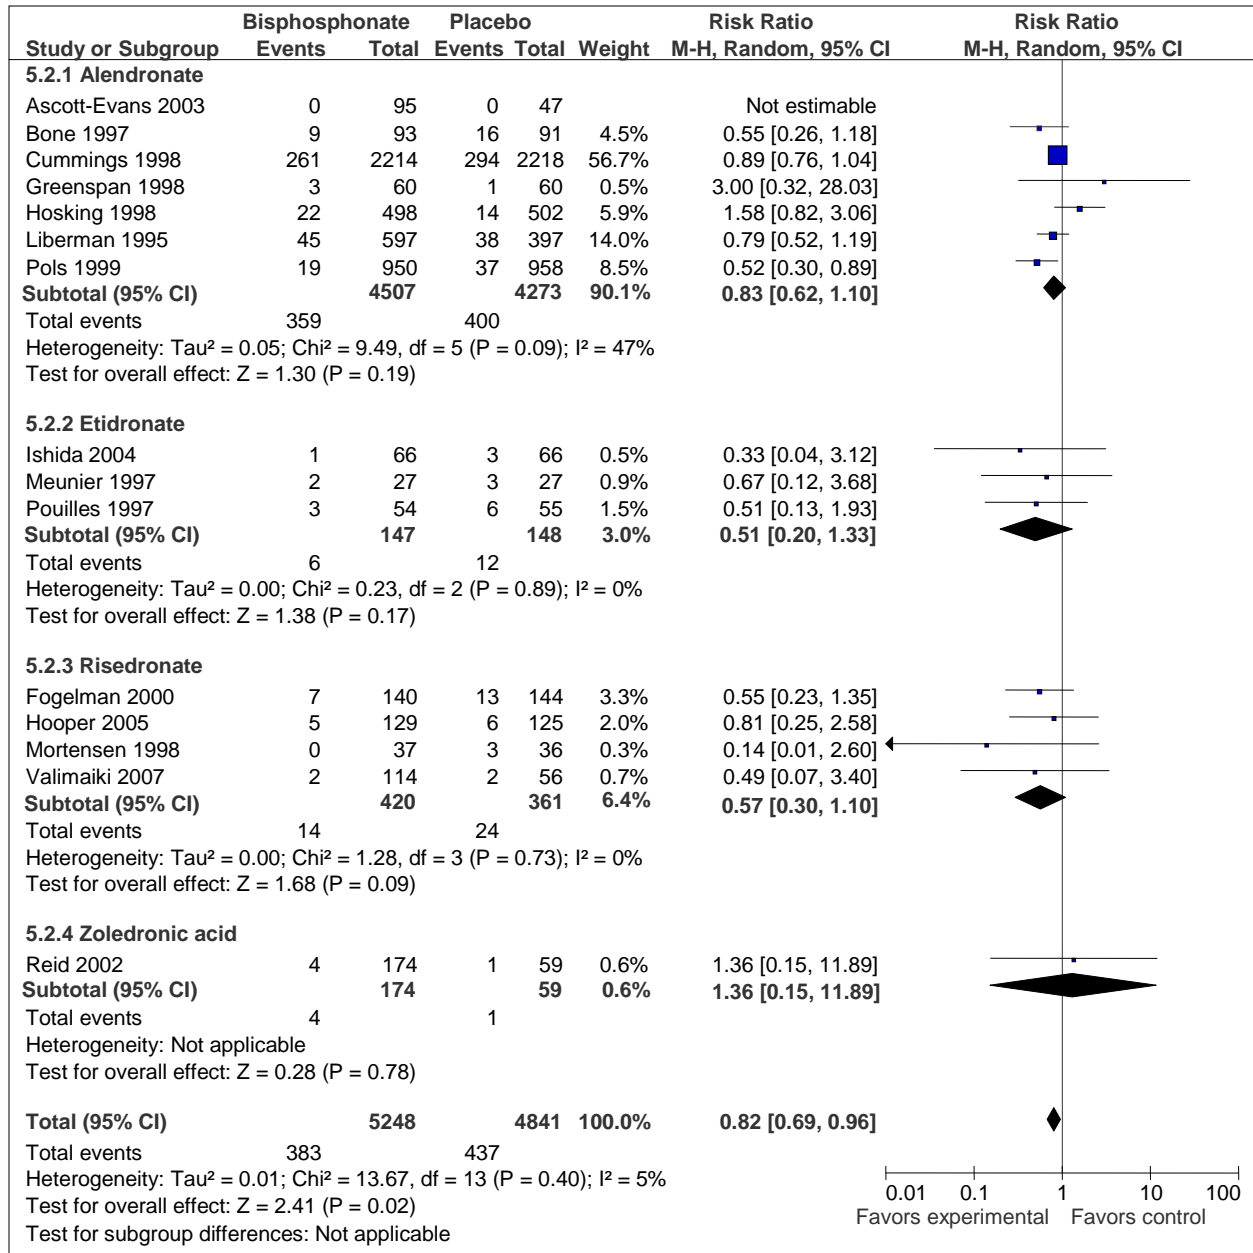 Bisphosphonate Placebo Risk Ratio Risk Ratio
Study or Subgroup Events Total Events Total Weight M-H, Random, 95% CI M-H, Random, 95% CI
5.2.1 Alendronate
Ascott-Evans 2003 0 95 0 47 Not estimable
Bone 1997 9 93 16 91 4.5% 0.55 [0.26, 1.18]
Cummings 1998 261 2214 294 2218 56.7% 0.89 [0.76, 1.04]
Greenspan 1998 3 60 1 60 0.5% 3.00 [0.32, 28.03]
Hosking 1998 22 498 14 502 5.9% 1.58 [0.82, 3.06]
Liberman 1995 45 597 38 397 14.0% 0.79 [0.52, 1.19]
Pols 1999 19 950 37 958 8.5% 0.52 [0.30, 0.89]
Subtotal (95% CI) 4507 4273 90.1% 0.83 [0.62, 1.10]
Total events 359 400
Heterogeneity: Tau² = 0.05; Chi² = 9.49, df = 5 (P = 0.09); I² = 47%
Test for overall effect: Z = 1.30 (P = 0.19)
5.2.2 Etidronate
Ishida 2004 1 66 3 66 0.5% 0.33 [0.04, 3.12]
Meunier 1997 2 27 3 27 0.9% 0.67 [0.12, 3.68]
Pouilles 1997 3 54 6 55 1.5% 0.51 [0.13, 1.93]
Subtotal (95% CI) 147 148 3.0% 0.51 [0.20, 1.33]
Total events 6 12
Heterogeneity: Tau² = 0.00; Chi² = 0.23, df = 2 (P = 0.89); I² = 0%
Test for overall effect: Z = 1.38 (P = 0.17)
5.2.3 Risedronate
Fogelman 2000 7 140 13 144 3.3% 0.55 [0.23, 1.35]
Hooper 2005 5 129 6 125 2.0% 0.81 [0.25, 2.58]
Mortensen 1998 0 37 3 36 0.3% 0.14 [0.01, 2.60]
Valimaiki 2007 2 114 2 56 0.7% 0.49 [0.07, 3.40]
Subtotal (95% CI) 420 361 6.4% 0.57 [0.30, 1.10]
Total events 14 24
Heterogeneity: Tau² = 0.00; Chi² = 1.28, df = 3 (P = 0.73); I² = 0%
Test for overall effect: Z = 1.68 (P = 0.09)
5.2.4 Zoledronic acid
Reid 2002 4 174 1 59 0.6% 1.36 [0.15, 11.89]
Subtotal (95% CI) 174 59 0.6% 1.36 [0.15, 11.89]
Total events 4 1
Heterogeneity: Not applicable
Test for overall effect: Z = 0.28 (P = 0.78)
Total (95% CI) 5248 4841 100.0% 0.82 [0.69, 0.96]
Total events 383 437
Heterogeneity: Tau² = 0.01; Chi² = 13.67, df = 13 (P = 0.40); I² = 5%
Test for overall effect: Z = 2.41 (P = 0.02)
Test for subgroup differences: Not applicable
0.01 0.1 1 10 100
Favors experimental Favors control